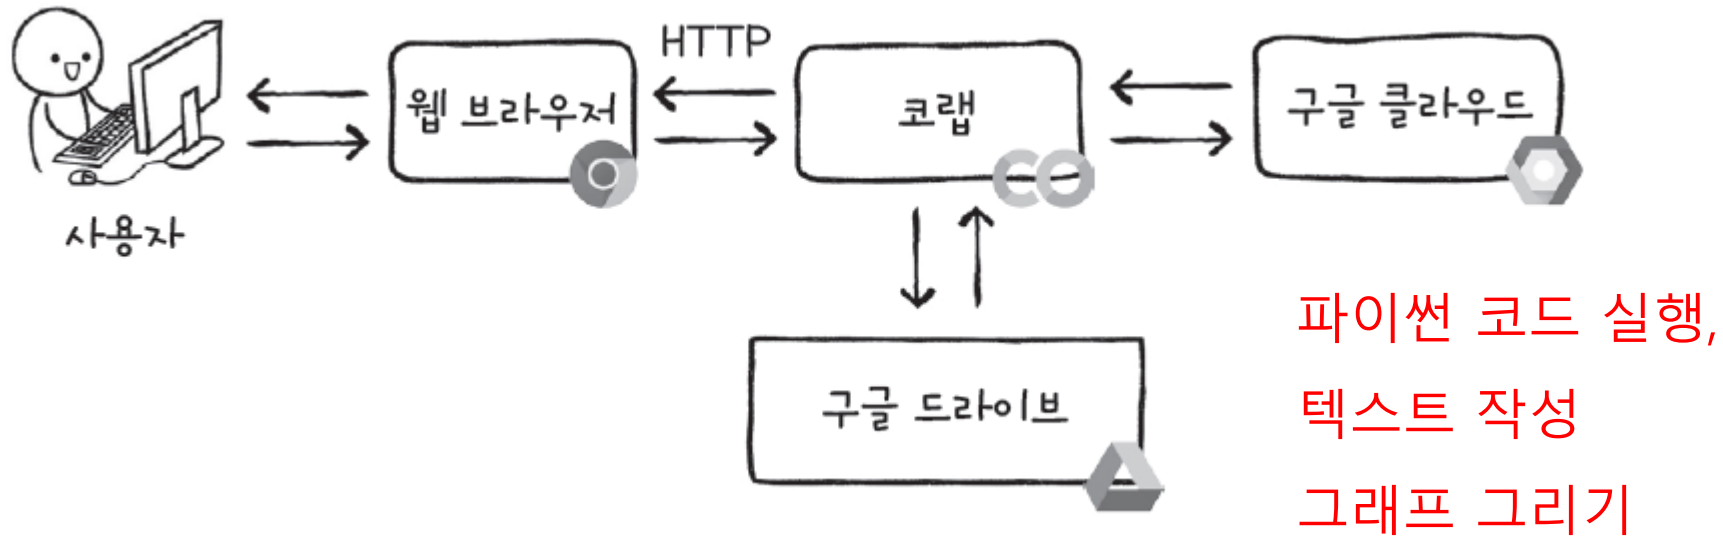 HTTP
웹 브라우저
코랩
구글 클라우드
사용자
구글 드라이브
파이썬 코드 실행,
텍스트 작성
그래프 그리기